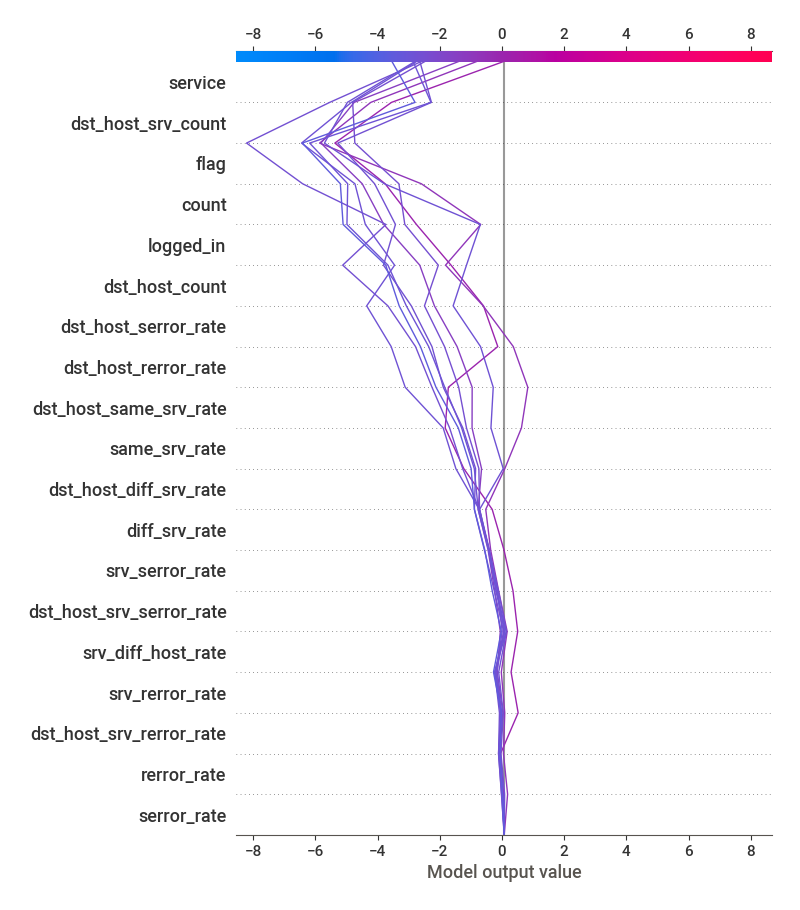 −8 −6 −4 −2 0 2 4 6 8
service
dst_host_srv_count
flag
count
logged_in
dst_host_count
dst_host_serror_rate
dst_host_rerror_rate
dst_host_same_srv_rate
same_srv_rate
dst_host_diff_srv_rate
diff_srv_rate
srv_serror_rate
dst_host_srv_serror_rate
srv_diff_host_rate
srv_rerror_rate
dst_host_srv_rerror_rate
rerror_rate
serror_rate
−8 −6 −4 −2 0 2 4 6 8
Model output value